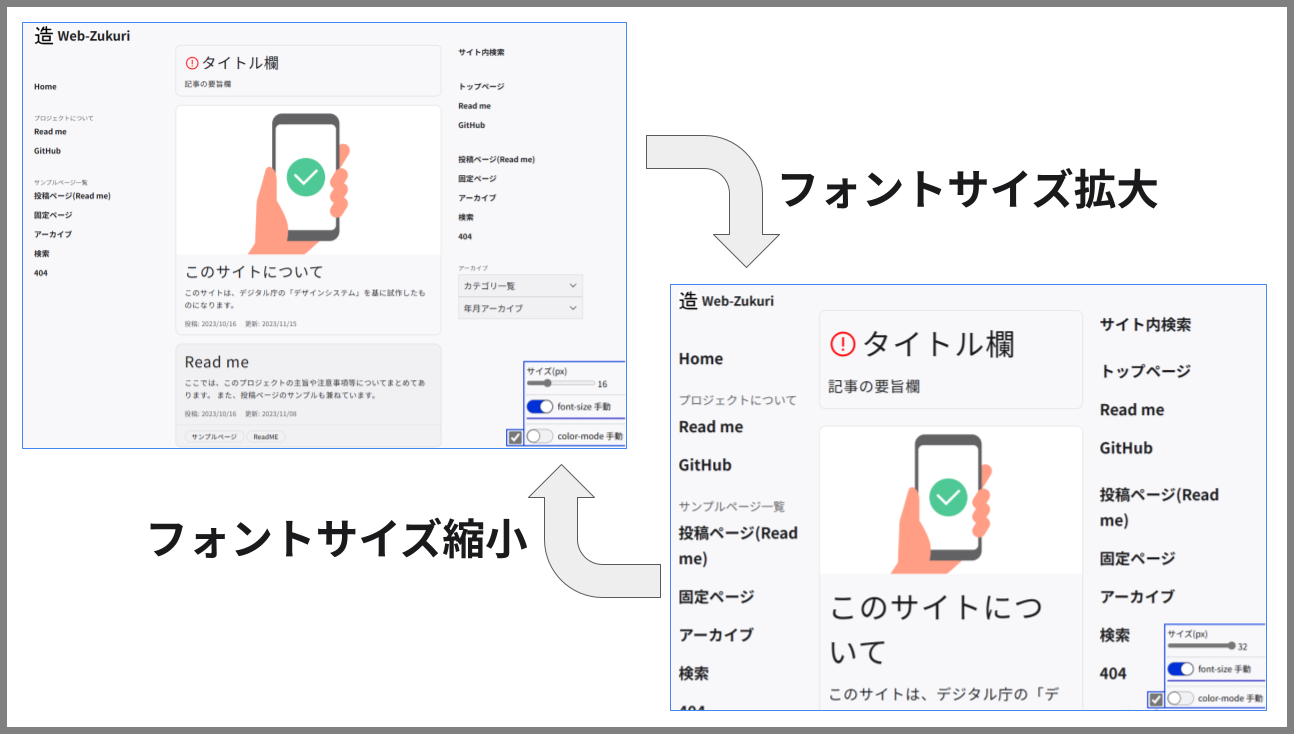 造 Web-Zukuri
Home
プロジェクトについて
Read me
GitHub
サンプルページ一覧
投稿ページ(Read me)
固定ページ
アーカイブ
検索
404
タイトル欄
記事の要旨欄
このサイトについて
このサイトは、デジタル庁の「デザインシステム」を基に試作したも
のになります。
投稿: 2023/10/16 更新: 2023/11/15
Read me
ここでは、このプロジェクトの主旨や注意事項等についてまとめてあ
ります。 また、投稿ページのサンプルも兼ねています。
投稿: 2023/10/16 更新: 2023/11/08
サンプルページ ReadME
サイト内検索
トップページ
Read me
GitHub
投稿ページ(Read me)
固定ページ
アーカイブ
検索
404
アーカイブ
カテゴリ一覧
年月アーカイブ
サイズ(px)
16
font-size 手動
color-mode 手動
フォントサイズ拡大
フォントサイズ縮小
造 Web-Zukuri
Home
プロジェクトについて
Read me
GitHub
サンプルページ一覧
投稿ページ(Read
me)
固定ページ
アーカイブ
検索
404
タイトル欄
記事の要旨欄
このサイトにつ
いて
このサイトは、デジタル庁の「デ
サイト内検索
トップページ
Read me
GitHub
投稿ページ(Read
me)
固定ページ
アーカイブ
検索
404
サイズ(px)
32
font-size 手動
color-mode 手動